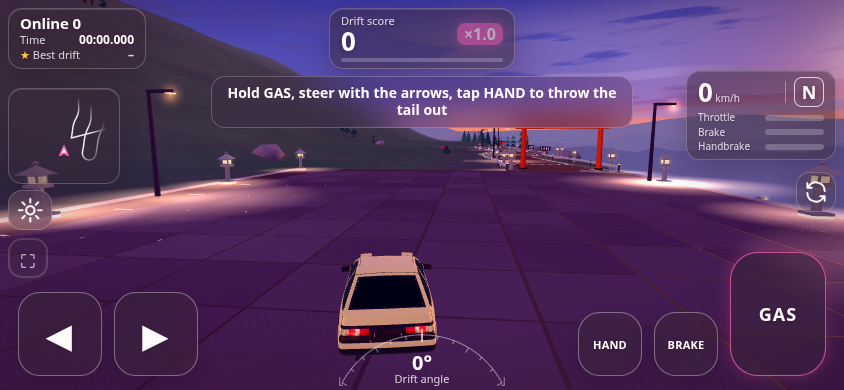 Online 0
Time 00:00.000
★ Best drift –
Drift score
0 ×1.0
Hold GAS, steer with the arrows, tap HAND to throw the
tail out
0 km/h N
Throttle
Brake
Handbrake
◀ ▶
HAND BRAKE GAS
0°
Drift angle